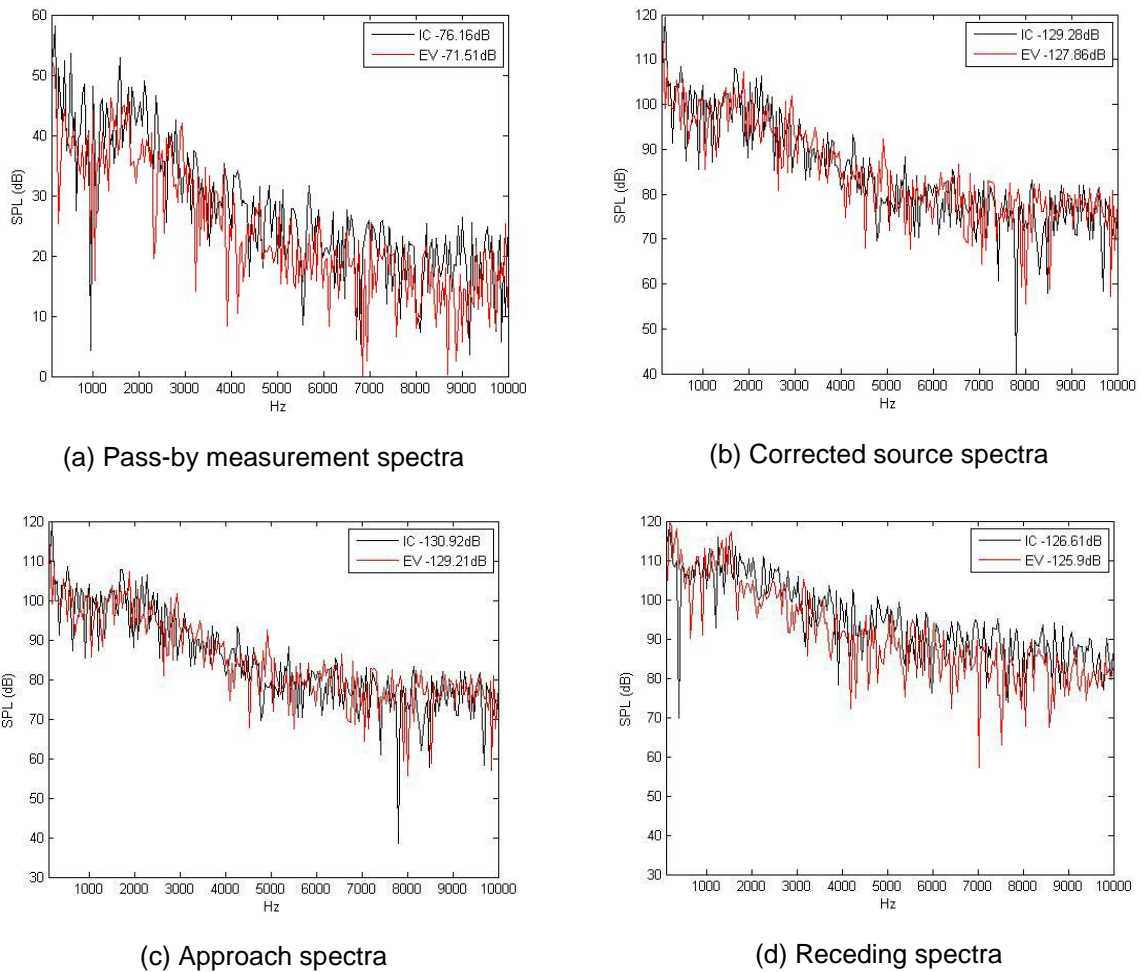 IC -76.16dB
EV -71.51dB
60
50
40
30
20
10
0
SPL (dB)
1000 2000 3000 4000 5000 6000 7000 8000 9000 10000
Hz
(a) Pass-by measurement spectra
IC -129.28dB
EV -127.86dB
120
110
100
90
80
70
60
50
40
SPL (dB)
1000 2000 3000 4000 5000 6000 7000 8000 9000 10000
Hz
(b) Corrected source spectra
IC -130.92dB
EV -129.21dB
120
110
100
90
80
70
60
50
40
30
SPL (dB)
1000 2000 3000 4000 5000 6000 7000 8000 9000 10000
Hz
(c) Approach spectra
IC -126.61dB
EV -125.9dB
120
110
100
90
80
70
60
50
40
30
SPL (dB)
1000 2000 3000 4000 5000 6000 7000 8000 9000 10000
Hz
(d) Receding spectra